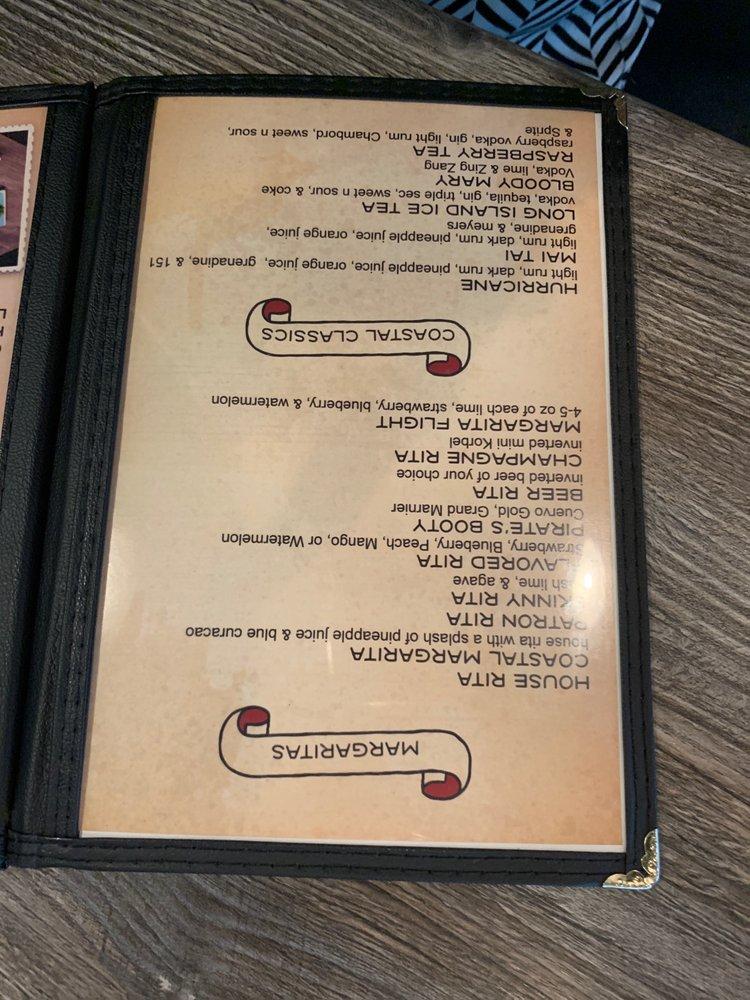 MARGARITAS
HOUSE RITA
COASTAL MARGARITA
house rita with a splash of pineapple juice & blue curacao
PATRON RITA
SKINNY RITA
lime, & agave
FLAVORED RITA
Strawberry, Blueberry, Peach, Mango, or Watermelon
PIRATE'S BOOTY
Cuervo Gold, Grand Marnier
BEER RITA
inverted beer of your choice
CHAMPAGNE RITA
inverted mini Korbel
MARGARITA FLIGHT
4-5 oz of each lime, strawberry, blueberry, & watermelon
COASTAL CLASSICS
HURRICANE
light rum, dark rum, pineapple juice, orange juice, grenadine, & 151
MAI TAI
light rum, dark rum, pineapple juice, orange juice,
grenadine, & meyers
LONG ISLAND ICE TEA
vodka, tequila, gin, triple sec, sweet n sour, & coke
BLOODY MARY
Vodka, & lime & Zing Zang
RASPBERRY TEA
raspberry vodka, gin, light rum, Chambord, sweet n sour,
& Sprite